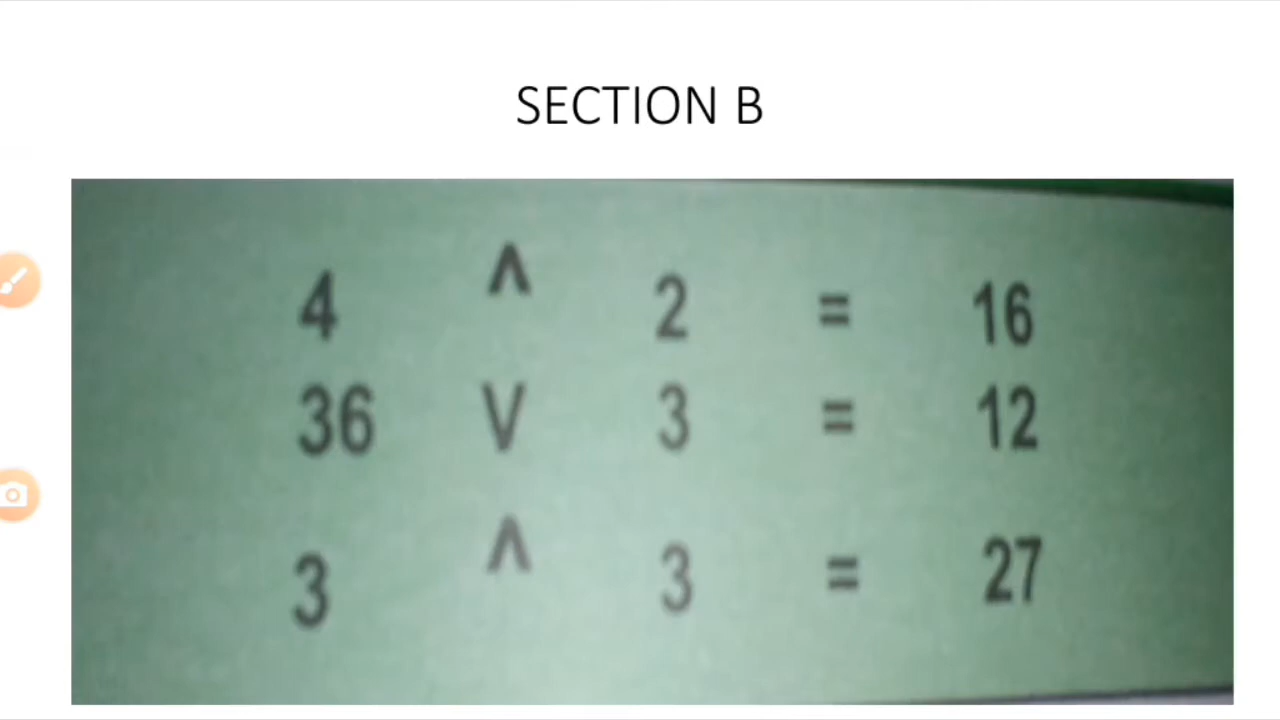 SECTION B
4 ^ 2 = 16
36 V 3 = 12
3 ^ 3 = 27